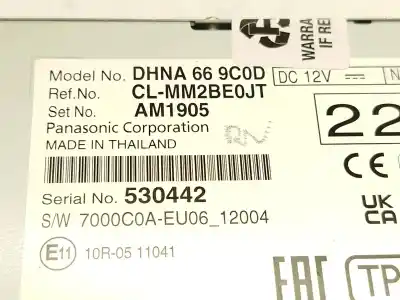 WARRA
IF RE
Model No. DHNA 66 9C0D
DC 12V
N
Ref.No. CL-MM2BE0JT
Set No. AM1905
Panasonic Corporation
MADE IN THAILAND
22
CE
Serial No. 530442
S/W 7000C0A-EU06_12004
UK
CA
E11 10R-05 11041
EAC
TP